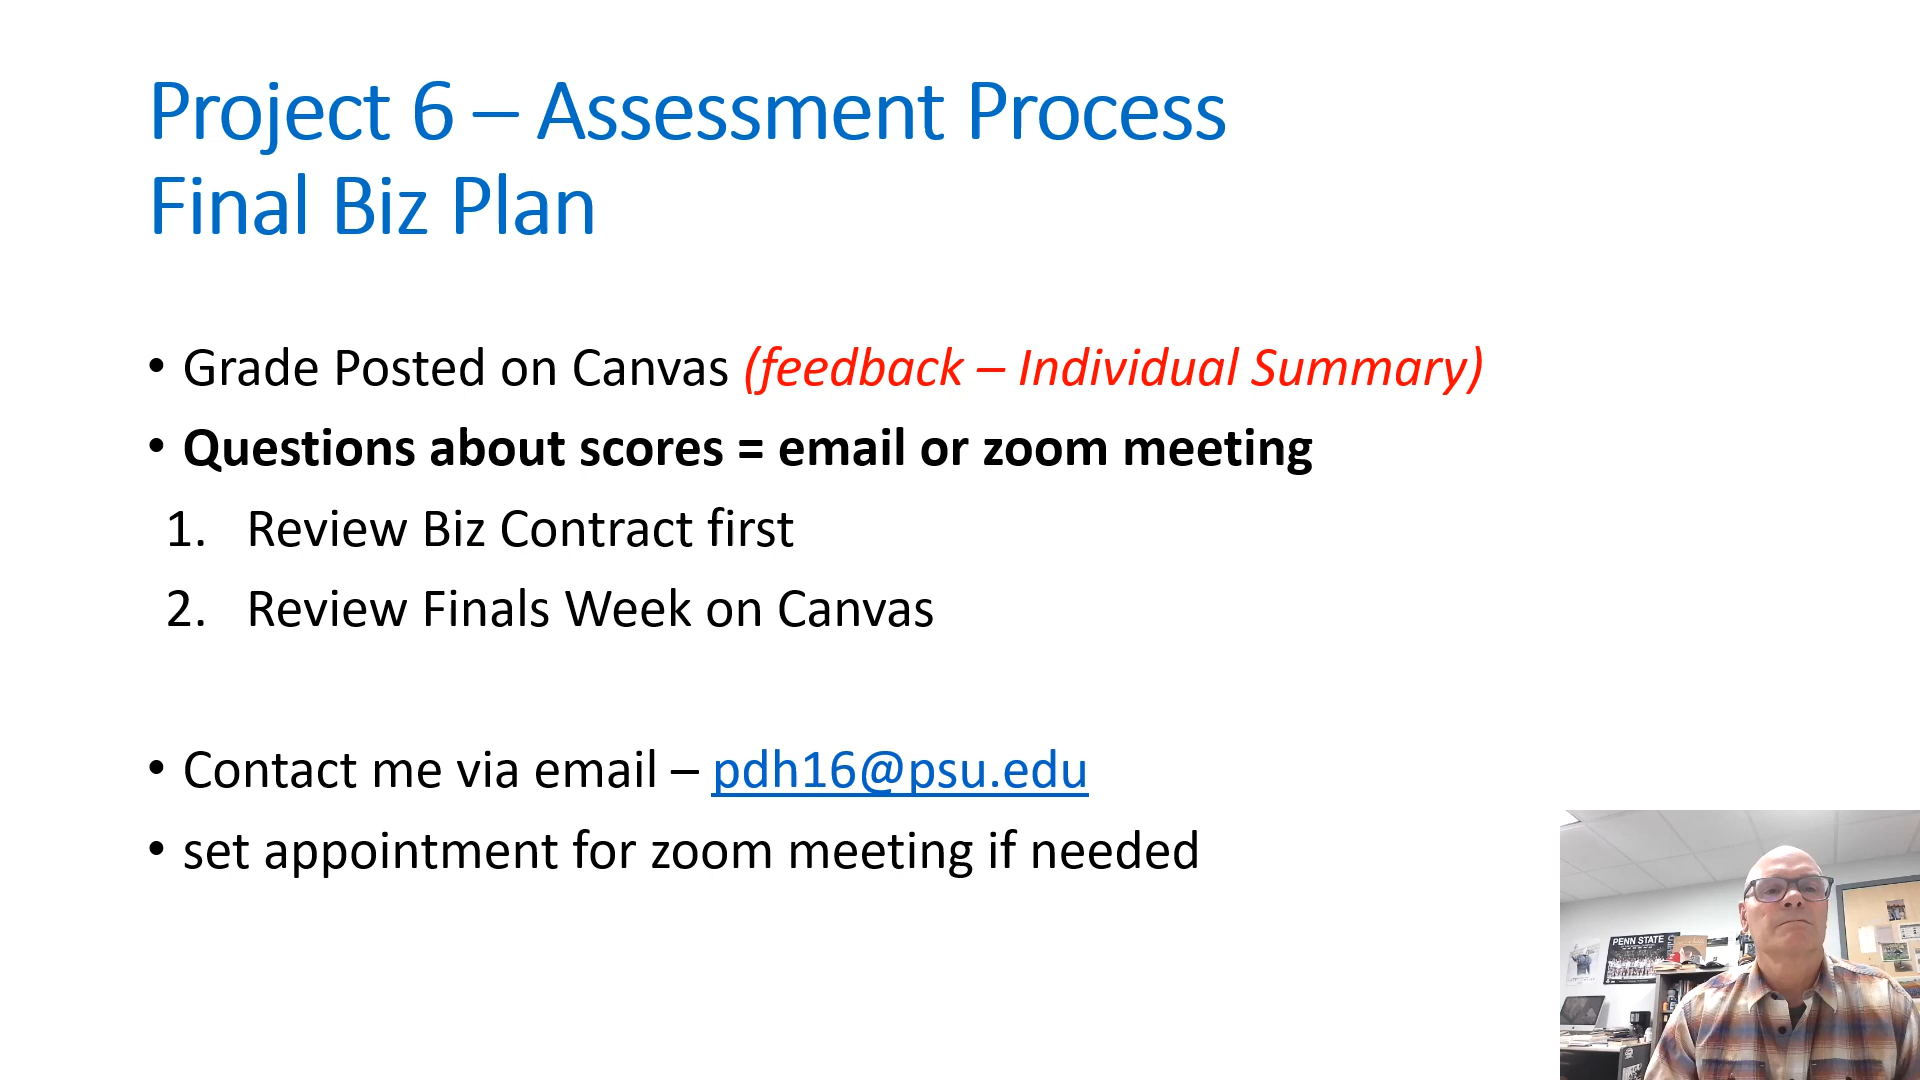 Project 6 – Assessment Process
Final Biz Plan
• Grade Posted on Canvas (feedback – Individual Summary)
• Questions about scores = email or zoom meeting
1. Review Biz Contract first
2. Review Finals Week on Canvas
• Contact me via email – pdh16@psu.edu
• set appointment for zoom meeting if needed
PENN STATE